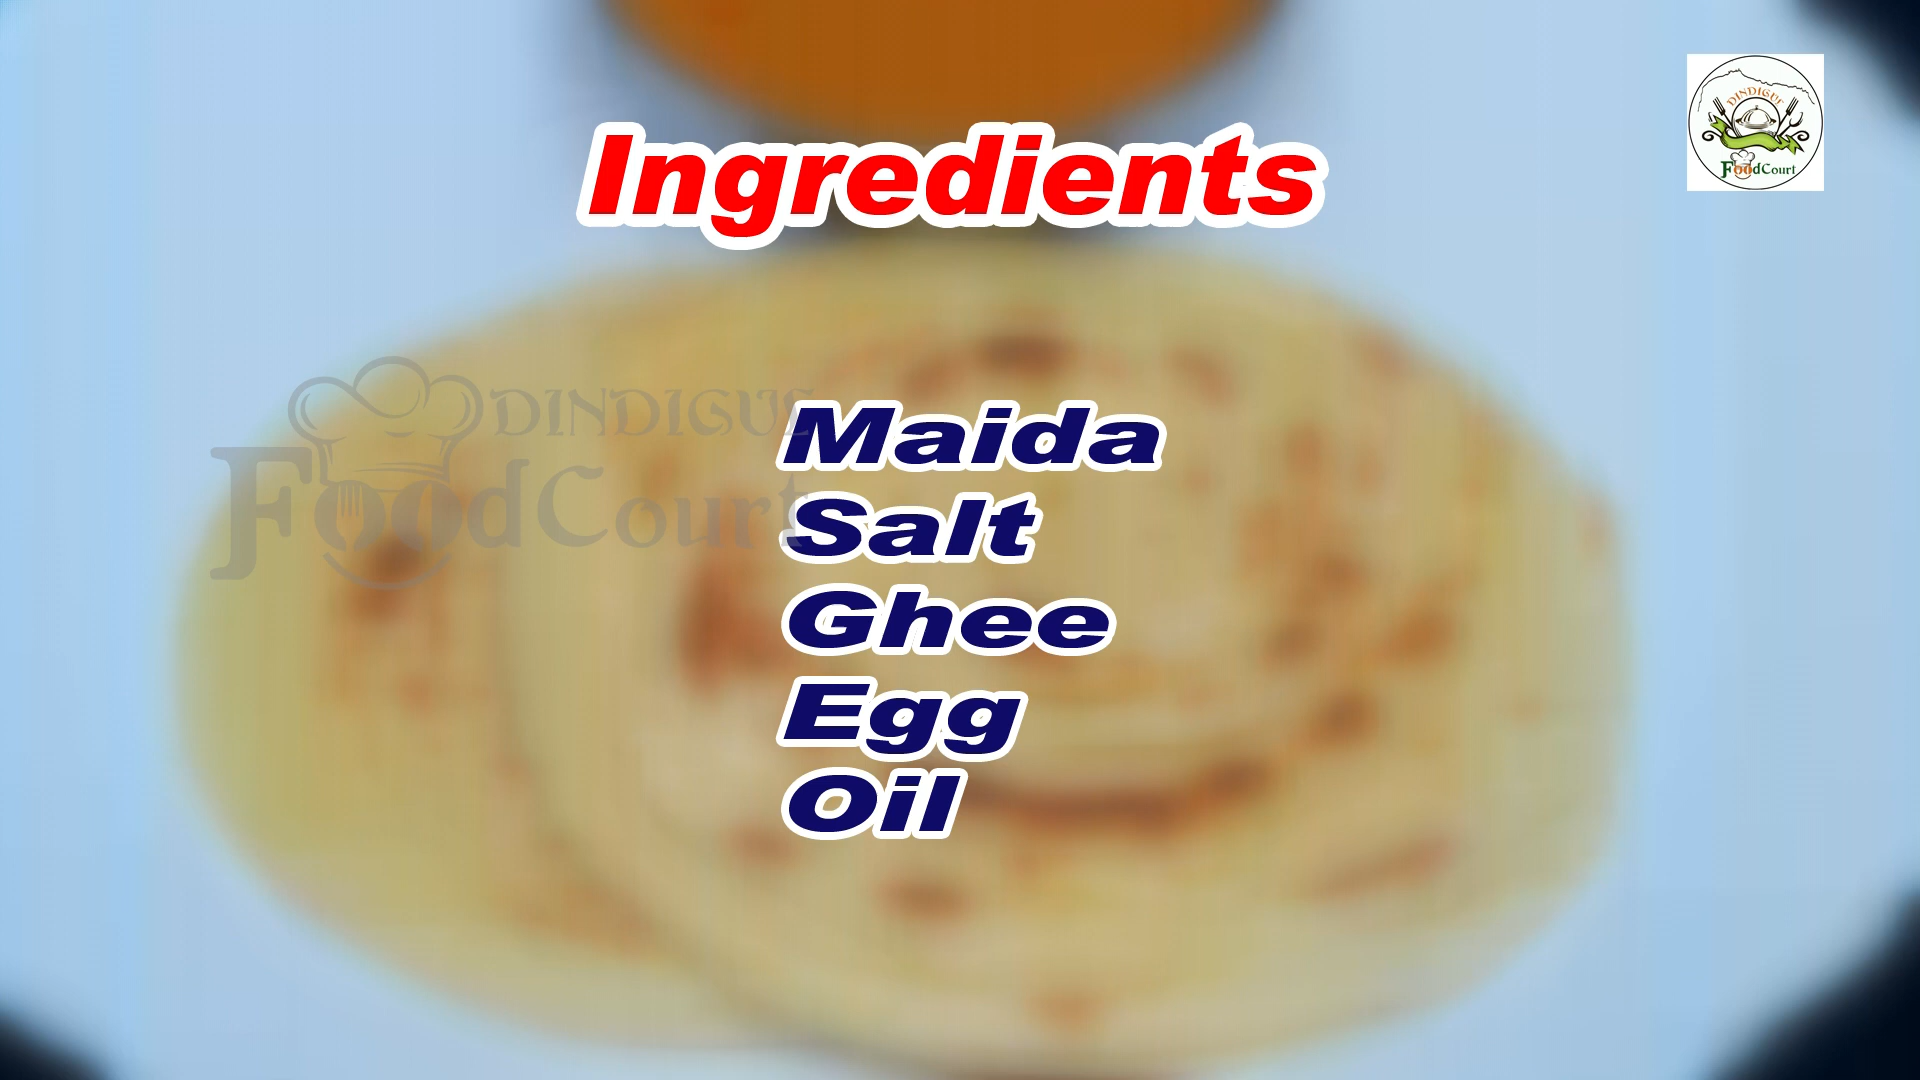 Ingredients
DINDIGUL
FoodCourt
DINDIGUL
FoodCourt
Maida
Salt
Ghee
Egg
Oil